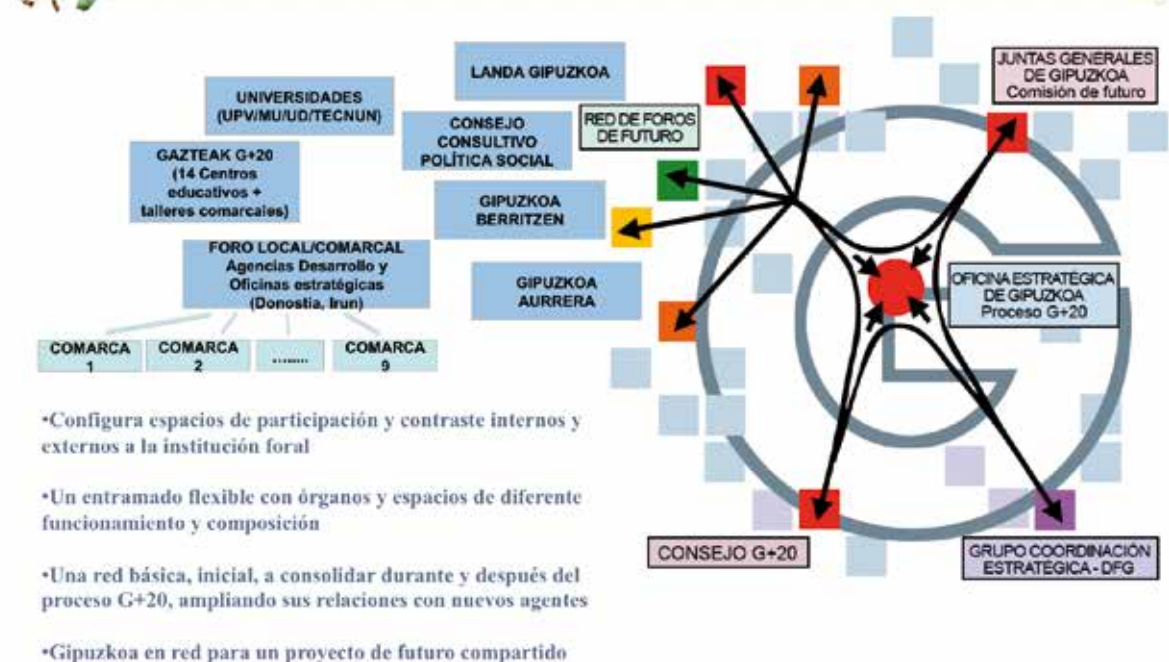 LANDA GIPUZKOA
UNIVERSIDADES
(UPV/MU/UD/TECNUN)
CONSEJO
CONSULTIVO
POLÍTICA SOCIAL
RED DE FOROS
DE FUTURO
JUNTAS GENERALES
DE GIPUZKOA
Comisión de futuro
GAZTEAK G+20
(14 Centros
educativos +
talleres comarcales)
GIPUZKOA
BERRITZEN
FORO LOCAL/COMARCAL
Agencias Desarrollo y
Oficinas estratégicas
(Donostia, Irun)
GIPUZKOA
AURRERA
OFICINA ESTRATÉGICA
DE GIPUZKOA
Proceso G+20
COMARCA
1
COMARCA
2
........
COMARCA
9
•Configura espacios de participación y contraste internos y
externos a la institución foral
•Un entramado flexible con órganos y espacios de diferente
funcionamiento y composición
•Una red básica, inicial, a consolidar durante y después del
proceso G+20, ampliando sus relaciones con nuevos agentes
•Gipuzkoa en red para un proyecto de futuro compartido
CONSEJO G+20
GRUPO COORDINACIÓN
ESTRATÉGICA - DFG